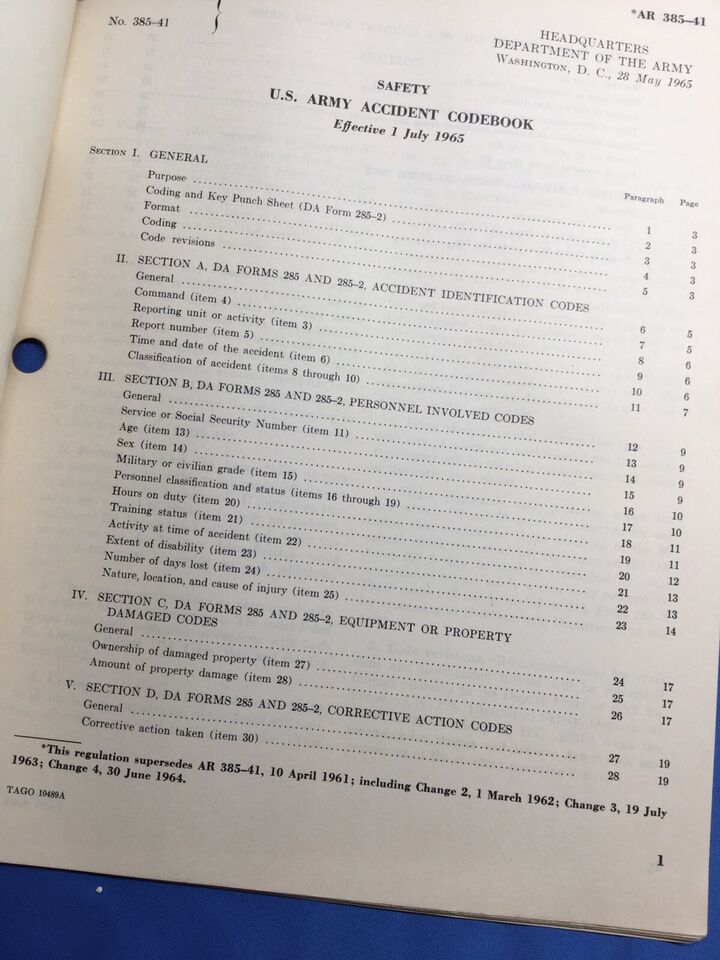 *AR 385–41
No. 385–41 }
HEADQUARTERS
DEPARTMENT OF THE ARMY
WASHINGTON, D. C., 28 May 1965
SAFETY
U.S. ARMY ACCIDENT CODEBOOK
Effective 1 July 1965
Paragraph Page
SECTION I. GENERAL
Purpose 1 3
Coding and Key Punch Sheet (DA Form 285–2) 2 3
Format 3 3
Coding 4 3
Code revisions 5 3
II. SECTION A, DA FORMS 285 AND 285–2, ACCIDENT IDENTIFICATION CODES
General 6 5
Command (item 4) 7 5
Reporting unit or activity (item 3) 8 6
Report number (item 5) 9 6
Time and date of the accident (item 6) 10 6
Classification of accident (items 8 through 10) 11 7
III. SECTION B, DA FORMS 285 AND 285–2, PERSONNEL INVOLVED CODES
General 12 9
Service or Social Security Number (item 11) 13 9
Age (item 13) 14 9
Sex (item 14) 15 9
Military or civilian grade (item 15) 16 10
Personnel classification and status (items 16 through 19) 17 10
Hours on duty (item 20) 18 11
Training status (item 21) 19 11
Activity at time of accident (item 22) 20 12
Extent of disability (item 23) 21 13
Number of days lost (item 24) 22 13
Nature, location, and cause of injury (item 25) 23 14
IV. SECTION C, DA FORMS 285 AND 285–2, EQUIPMENT OR PROPERTY
DAMAGED CODES
General 24 17
Ownership of damaged property (item 27) 25 17
Amount of property damage (item 28) 26 17
V. SECTION D, DA FORMS 285 AND 285–2, CORRECTIVE ACTION CODES
General 27 19
Corrective action taken (item 30) 28 19
*This regulation supersedes AR 385–41, 10 April 1961; including Change 2, 1 March 1962; Change 3, 19 July
1963; Change 4, 30 June 1964.
TAGO 10489A
1